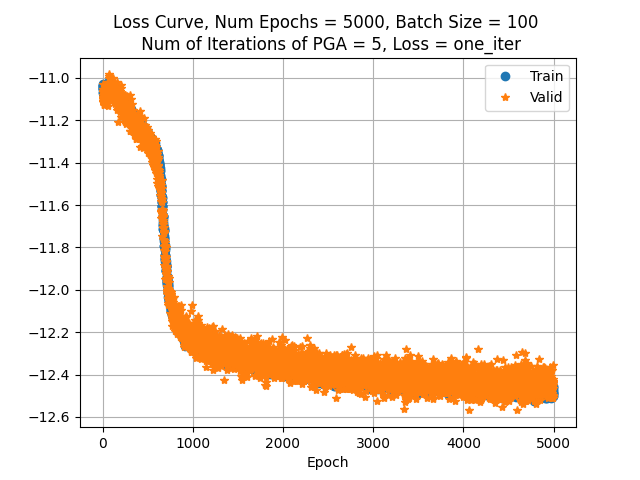 Loss Curve, Num Epochs = 5000, Batch Size = 100
Num of Iterations of PGA = 5, Loss = one_iter
Train
Valid
−11.0
−11.2
−11.4
−11.6
−11.8
−12.0
−12.2
−12.4
−12.6
0 1000 2000 3000 4000 5000
Epoch